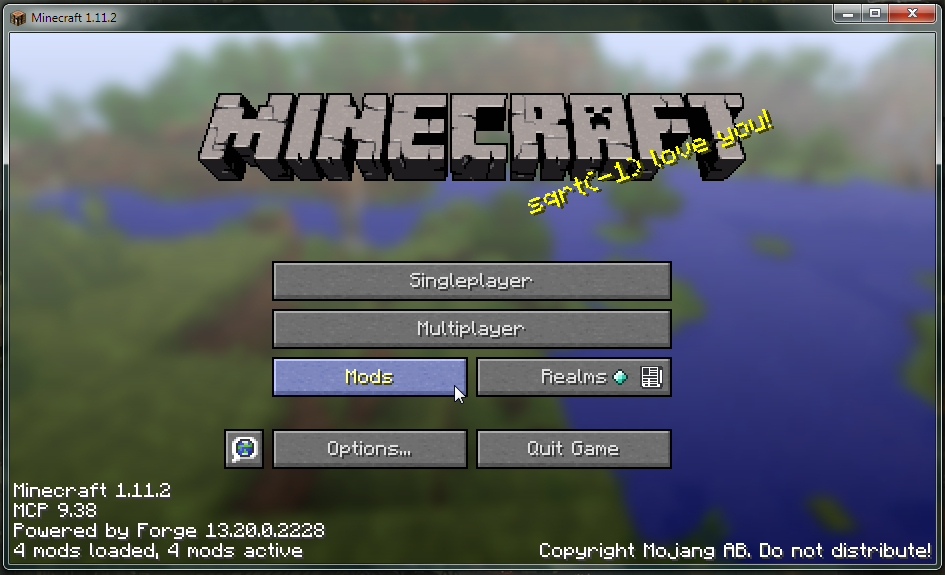 Minecraft 1.11.2
MINECRAFT
sqrt(-1) love you!
Singleplayer
Multiplayer
Mods
Realms
Options...
Quit Game
Minecraft 1.11.2
MCP 9.38
Powered by Forge 13.20.0.2228
4 mods loaded, 4 mods active
Copyright Mojang AB. Do not distribute!